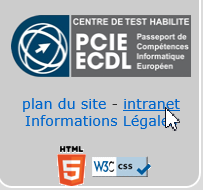 CENTRE DE TEST HABILITE
PCIE
ECDL
Passeport de
Compétences
Informatique
Européen
plan du site - intranet
Informations Légales
HTML
5
W3C css